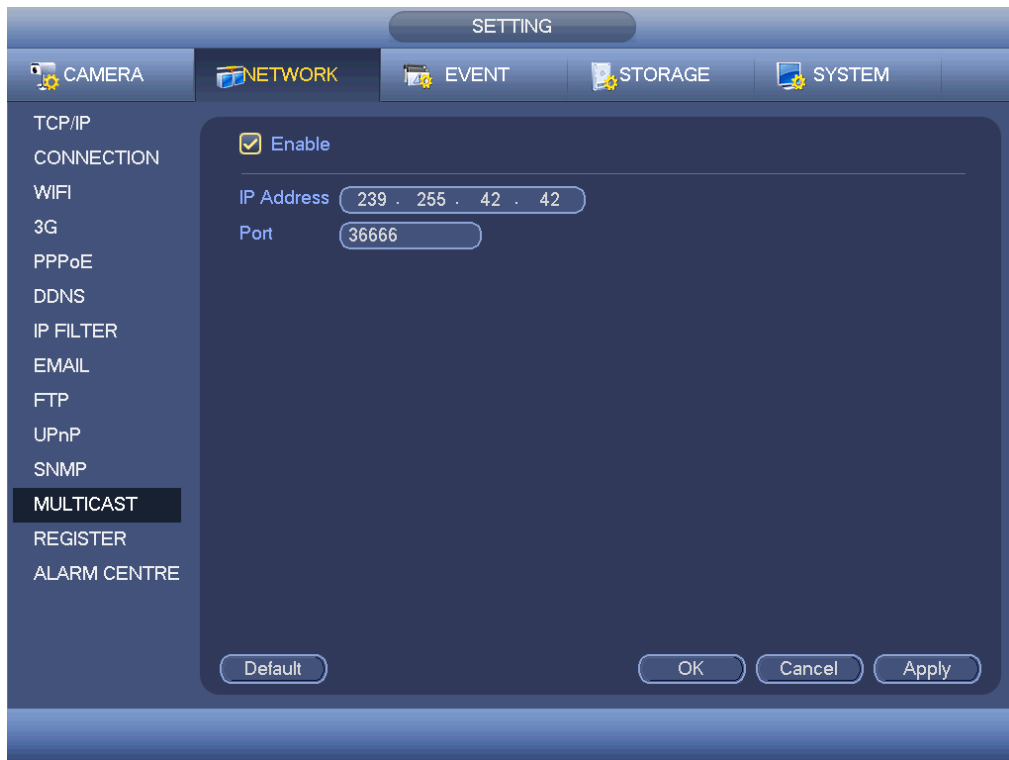 SETTING
CAMERA NETWORK EVENT STORAGE SYSTEM
TCP/IP
CONNECTION
WIFI
3G
PPPoE
DDNS
IP FILTER
EMAIL
FTP
UPnP
SNMP
MULTICAST
REGISTER
ALARM CENTRE
Enable
IP Address 239 . 255 . 42 . 42
Port 36666
Default OK Cancel Apply